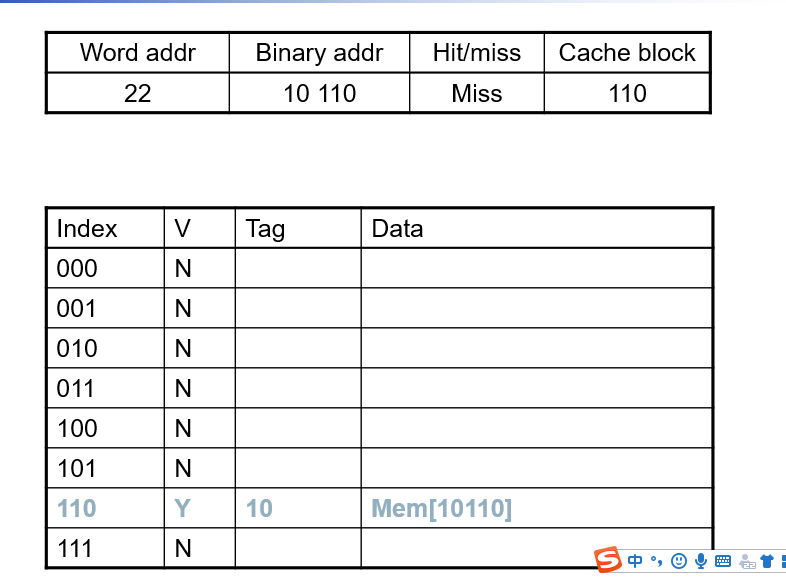 Word addr Binary addr Hit/miss Cache block
22 10 110 Miss 110
Index V Tag Data
000 N
001 N
010 N
011 N
100 N
101 N
110 Y 10 Mem[10110]
111 N
S 中 °,